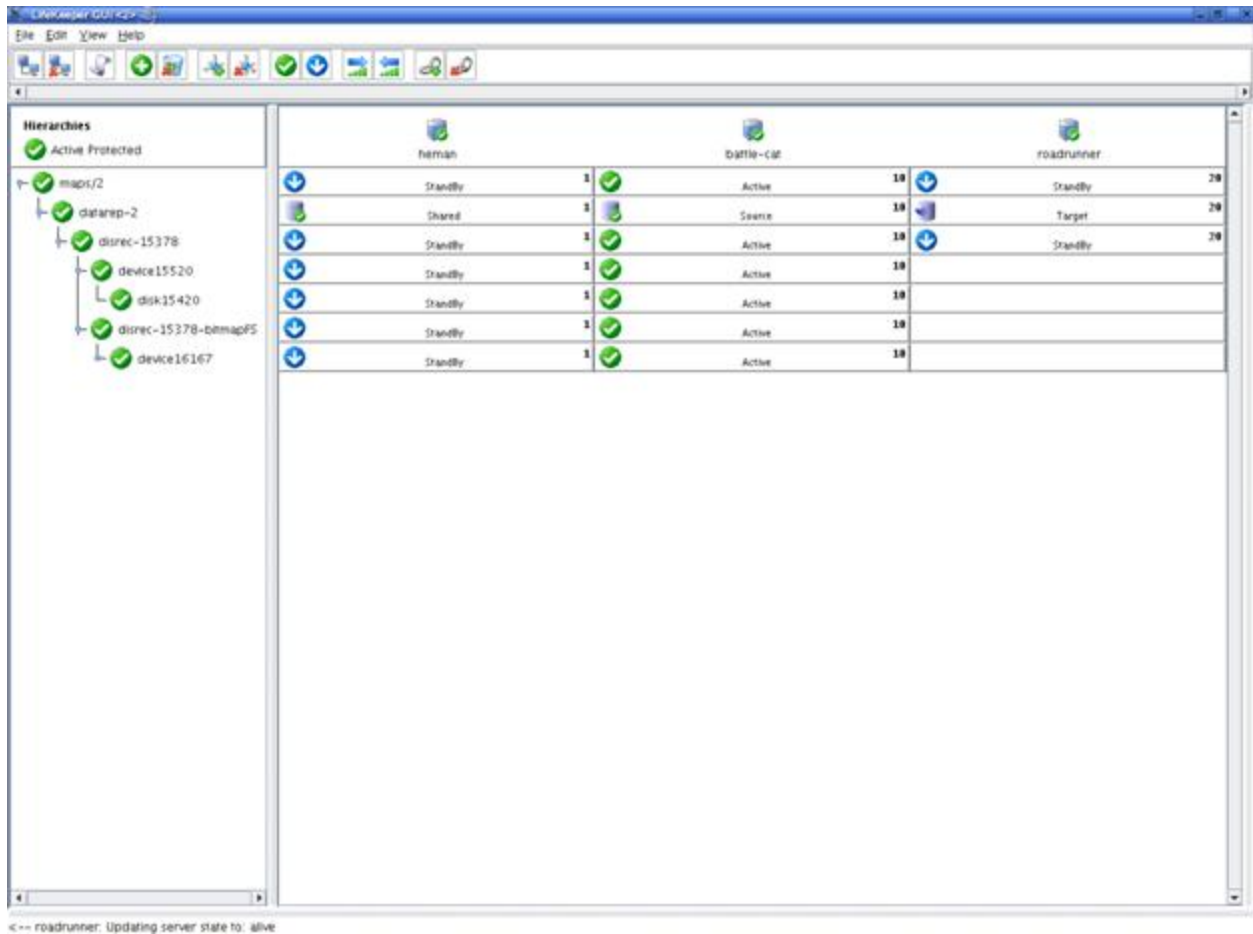 LifeKeeper GUI<2>
File Edit View Help
Hierarchies
Active Protected
heman battle-cat roadrunner
maps/2 StandBy 1 Active 10 StandBy 20
datarep-2 Shared 1 Source 10 Target 20
disrec-15378 StandBy 1 Active 10 StandBy 20
device15520 StandBy 1 Active 10
disk15420 StandBy 1 Active 10
disrec-15378-bitmapFS StandBy 1 Active 10
device16167 StandBy 1 Active 10
<-- roadrunner: Updating server state to: alive